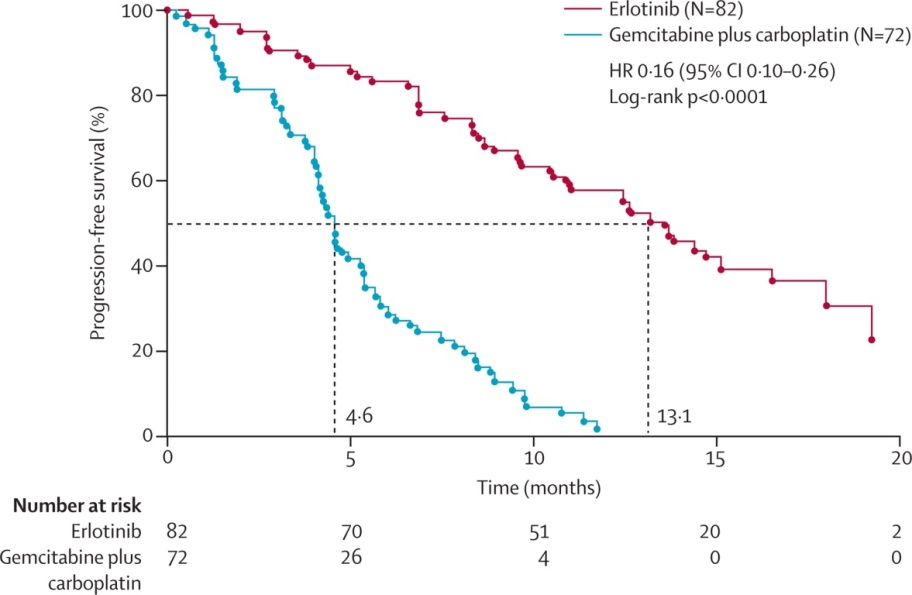 Erlotinib (N=82)
Gemcitabine plus carboplatin (N=72)
HR 0·16 (95% CI 0·10–0·26)
Log-rank p<0·0001
Progression-free survival (%)
100
80
60
40
20
0
4·6
13·1
0 5 10 15 20
Time (months)
Number at risk
Erlotinib 82 70 51 20 2
Gemcitabine plus 72 26 4 0 0
carboplatin